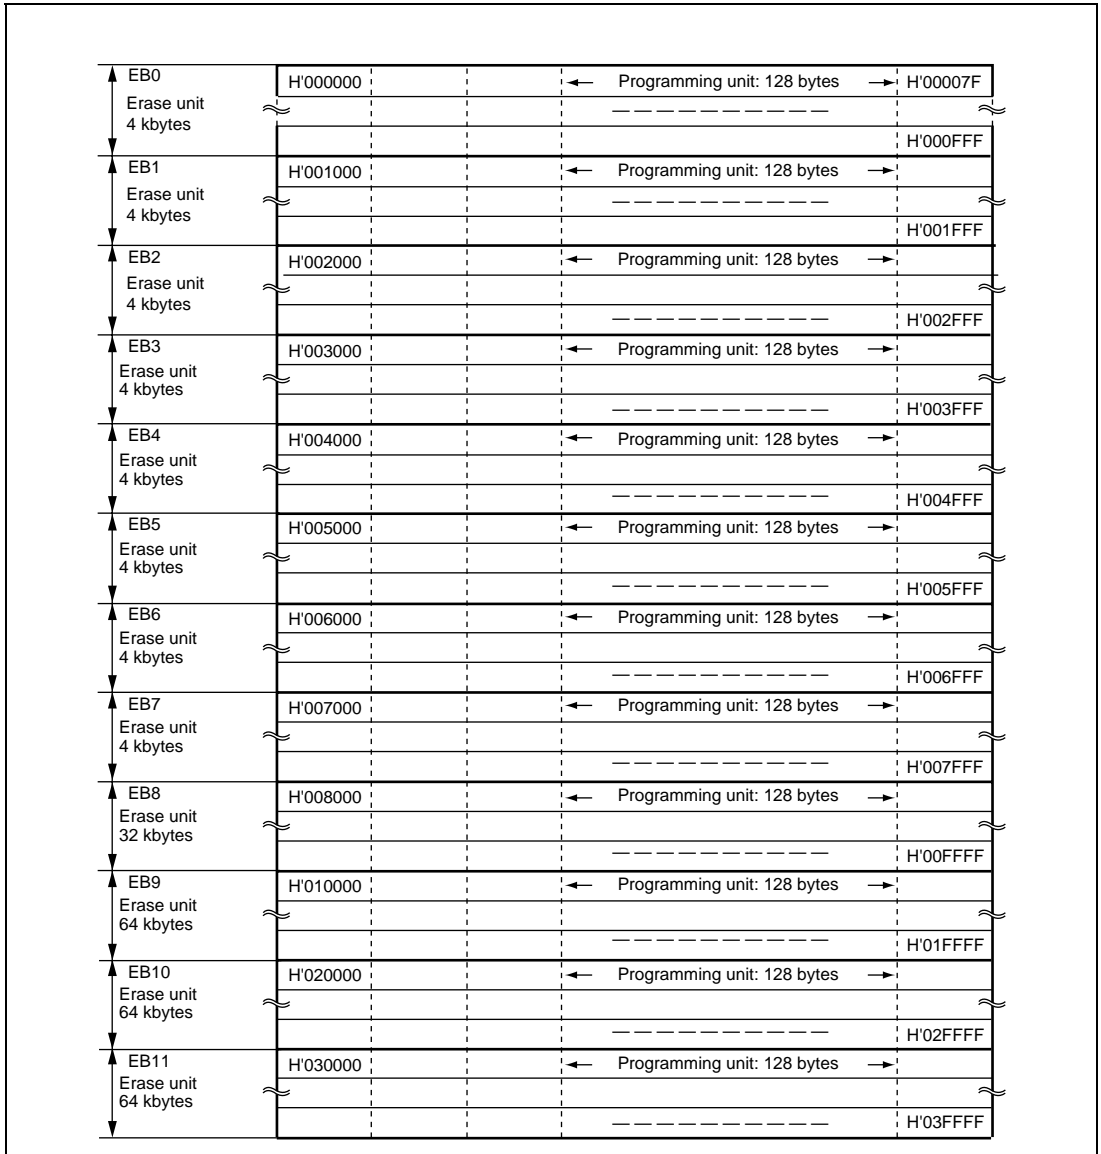 EB0
Erase unit
4 kbytes
H'000000
Programming unit: 128 bytes
H'00007F
H'000FFF
EB1
Erase unit
4 kbytes
H'001000
Programming unit: 128 bytes
H'001FFF
EB2
Erase unit
4 kbytes
H'002000
Programming unit: 128 bytes
H'002FFF
EB3
Erase unit
4 kbytes
H'003000
Programming unit: 128 bytes
H'003FFF
EB4
Erase unit
4 kbytes
H'004000
Programming unit: 128 bytes
H'004FFF
EB5
Erase unit
4 kbytes
H'005000
Programming unit: 128 bytes
H'005FFF
EB6
Erase unit
4 kbytes
H'006000
Programming unit: 128 bytes
H'006FFF
EB7
Erase unit
4 kbytes
H'007000
Programming unit: 128 bytes
H'007FFF
EB8
Erase unit
32 kbytes
H'008000
Programming unit: 128 bytes
H'00FFFF
EB9
Erase unit
64 kbytes
H'010000
Programming unit: 128 bytes
H'01FFFF
EB10
Erase unit
64 kbytes
H'020000
Programming unit: 128 bytes
H'02FFFF
EB11
Erase unit
64 kbytes
H'030000
Programming unit: 128 bytes
H'03FFFF